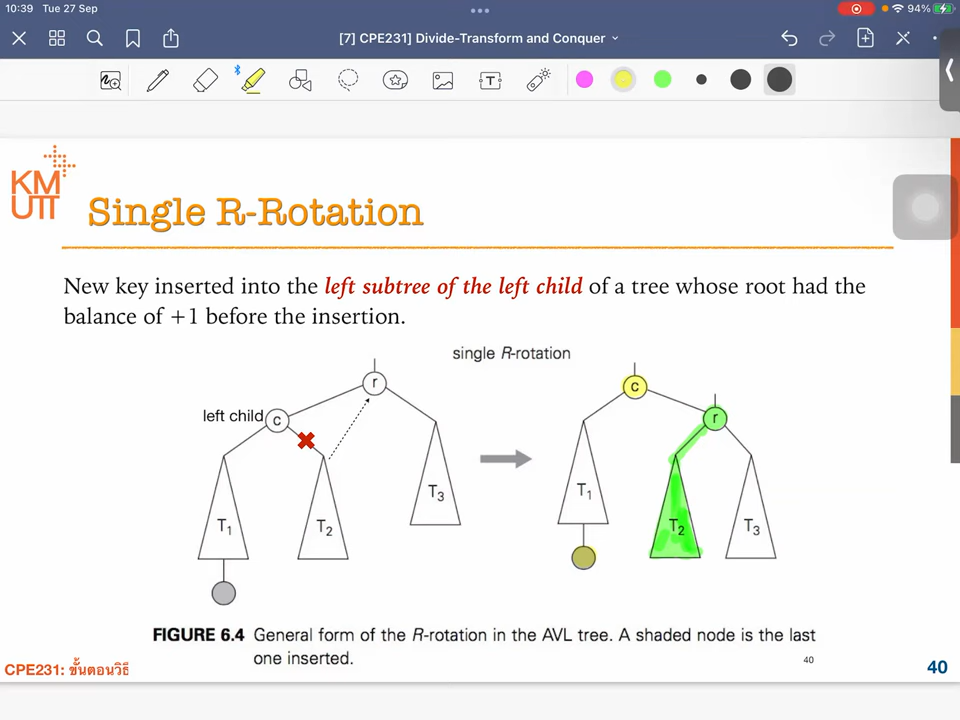 10:39 Tue 27 Sep
94%
[7] CPE231] Divide-Transform and Conquer
T
KM
UTT
Single R-Rotation
New key inserted into the left subtree of the left child of a tree whose root had the
balance of +1 before the insertion.
single R-rotation
r
c
left child c
r
T3
T1
T1
T2
T2
T3
FIGURE 6.4 General form of the R-rotation in the AVL tree. A shaded node is the last
one inserted.
40
CPE231: ขั้นตอนวิธี
40